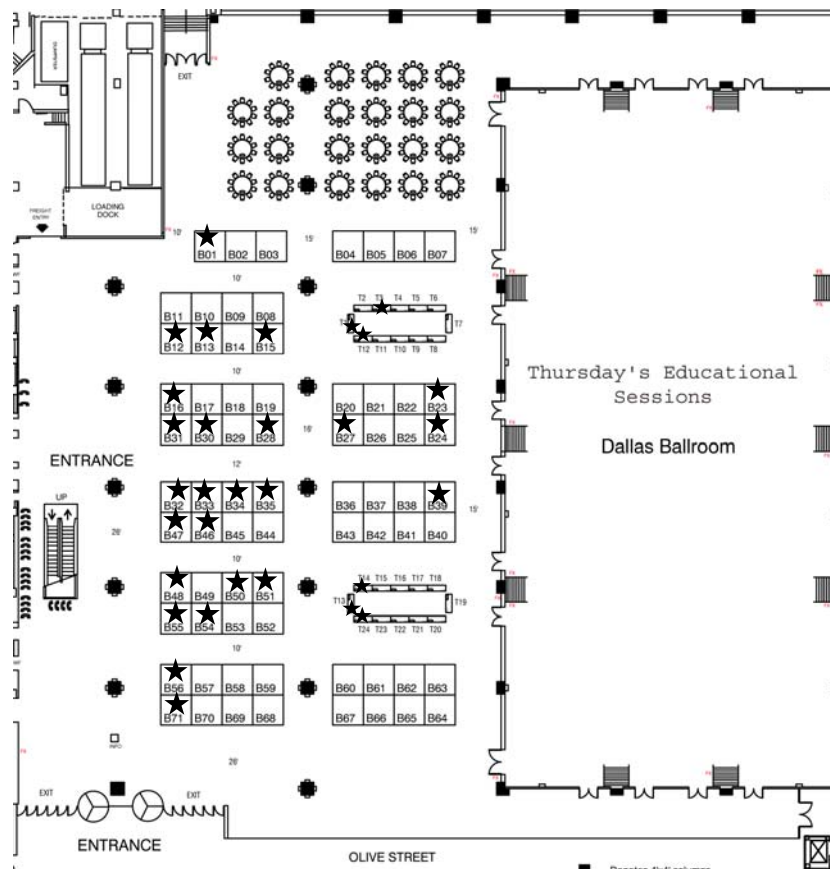 DUMPSTER
EXIT
F.E.
LOADING
DOCK
FREIGHT
ENTRY
F.E.
10'
15'
15'
B01 B02 B03
B04 B05 B06 B07
10'
F.E.
F.E.
F.E.
B11 B10 B09 B08
T2 T3 T4 T5 T6
T7
B12 B13 B14 B15
T12 T11 T10 T9 T8
10'
Thursday's Educational
Sessions
B16 B17 B18 B19
B20 B21 B22 B23
B31 B30 B29 B28
16'
B27 B26 B25 B24
Dallas Ballroom
ENTRANCE
12'
UP
B32 B33 B34 B35
B36 B37 B38 B39
15'
26'
B47 B46 B45 B44
B43 B42 B41 B40
10'
T14 T15 T16 T17 T18
B48 B49 B50 B51
T13
T19
B55 B54 B53 B52
T24 T23 T22 T21 T20
10'
B56 B57 B58 B59
B60 B61 B62 B63
B71 B70 B69 B68
B67 B66 B65 B64
INFO
26'
EXIT
EXIT
ENTRANCE
OLIVE STREET